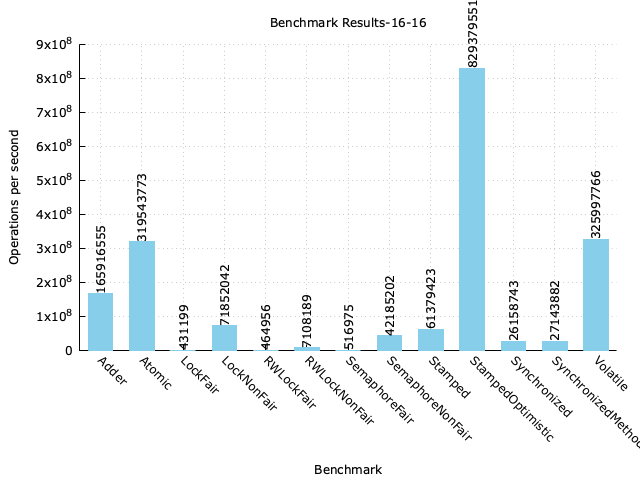 Benchmark Results-16-16
Operations per second
9x10^8
8x10^8
7x10^8
6x10^8
5x10^8
4x10^8
3x10^8
2x10^8
1x10^8
0
165916555
319543773
431199
71852042
464956
7108189
516975
42185202
61379423
829379551
26158743
27143882
325997766
Adder
Atomic
LockFair
LockNonFair
RWLockFair
RWLockNonFair
SemaphoreFair
SemaphoreNonFair
Stamped
StampedOptimistic
Synchronized
SynchronizedMetho
Volatile
Benchmark